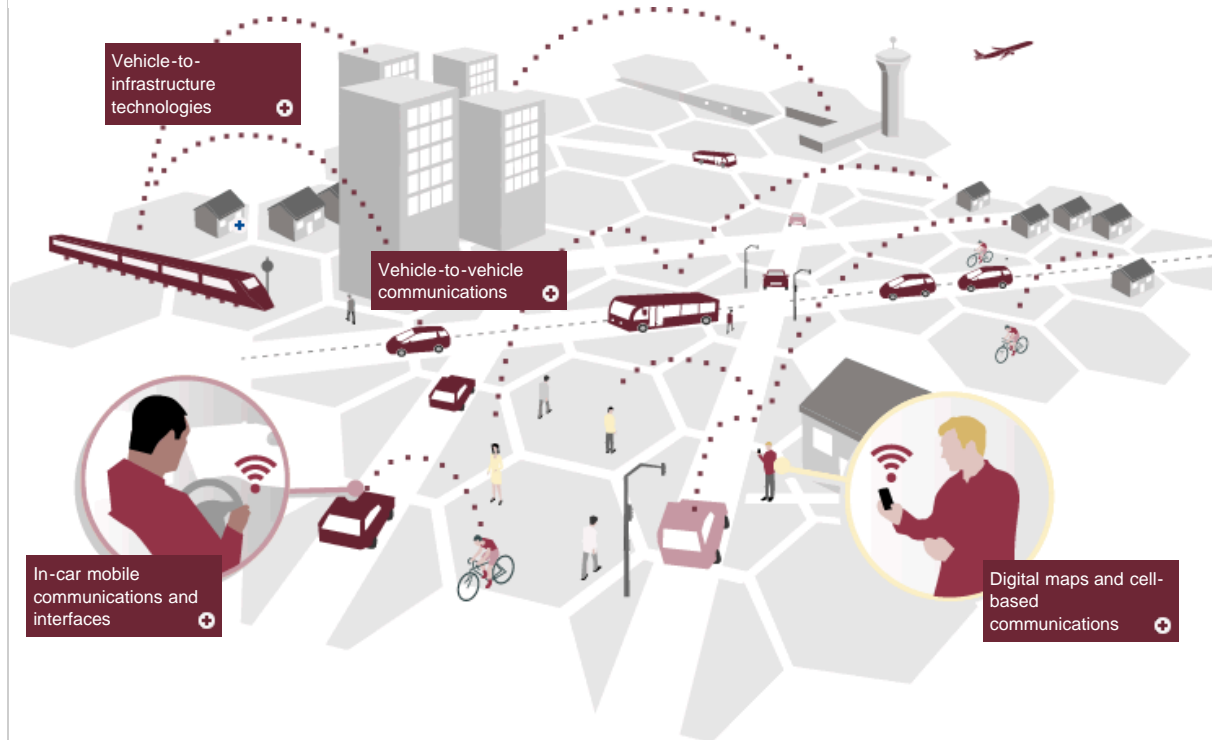 Vehicle-to-
infrastructure
technologies
Vehicle-to-vehicle
communications
In-car mobile
communications and
interfaces
Digital maps and cell-
based
communications